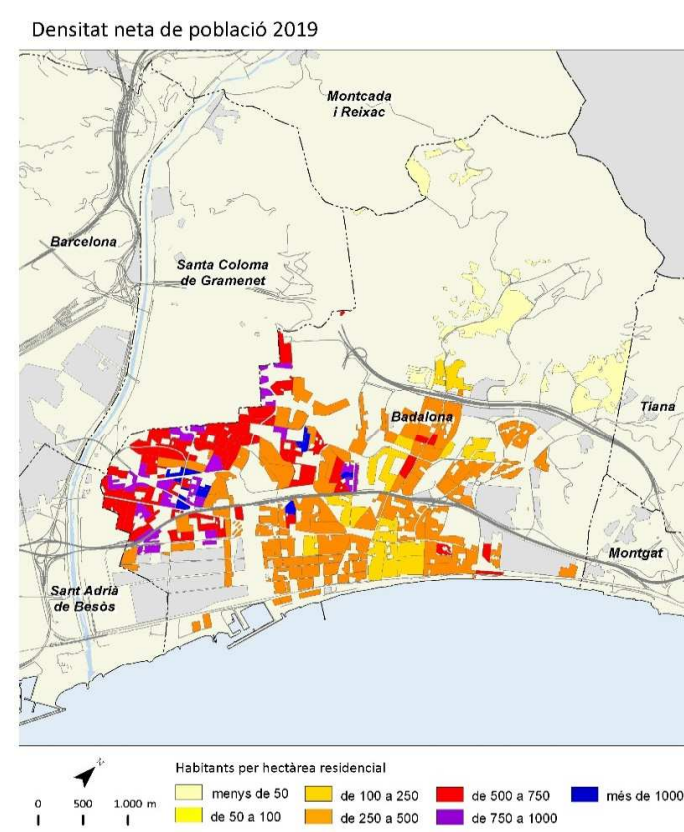 Densitat neta de població 2019
Montcada
i Reixac
Barcelona
Santa Coloma
de Gramenet
Tiana
Badalona
Montgat
Sant Adrià
de Besòs
N
0 500 1.000 m
Habitants per hectàrea residencial
menys de 50
de 50 a 100
de 100 a 250
de 250 a 500
de 500 a 750
de 750 a 1000
més de 1000